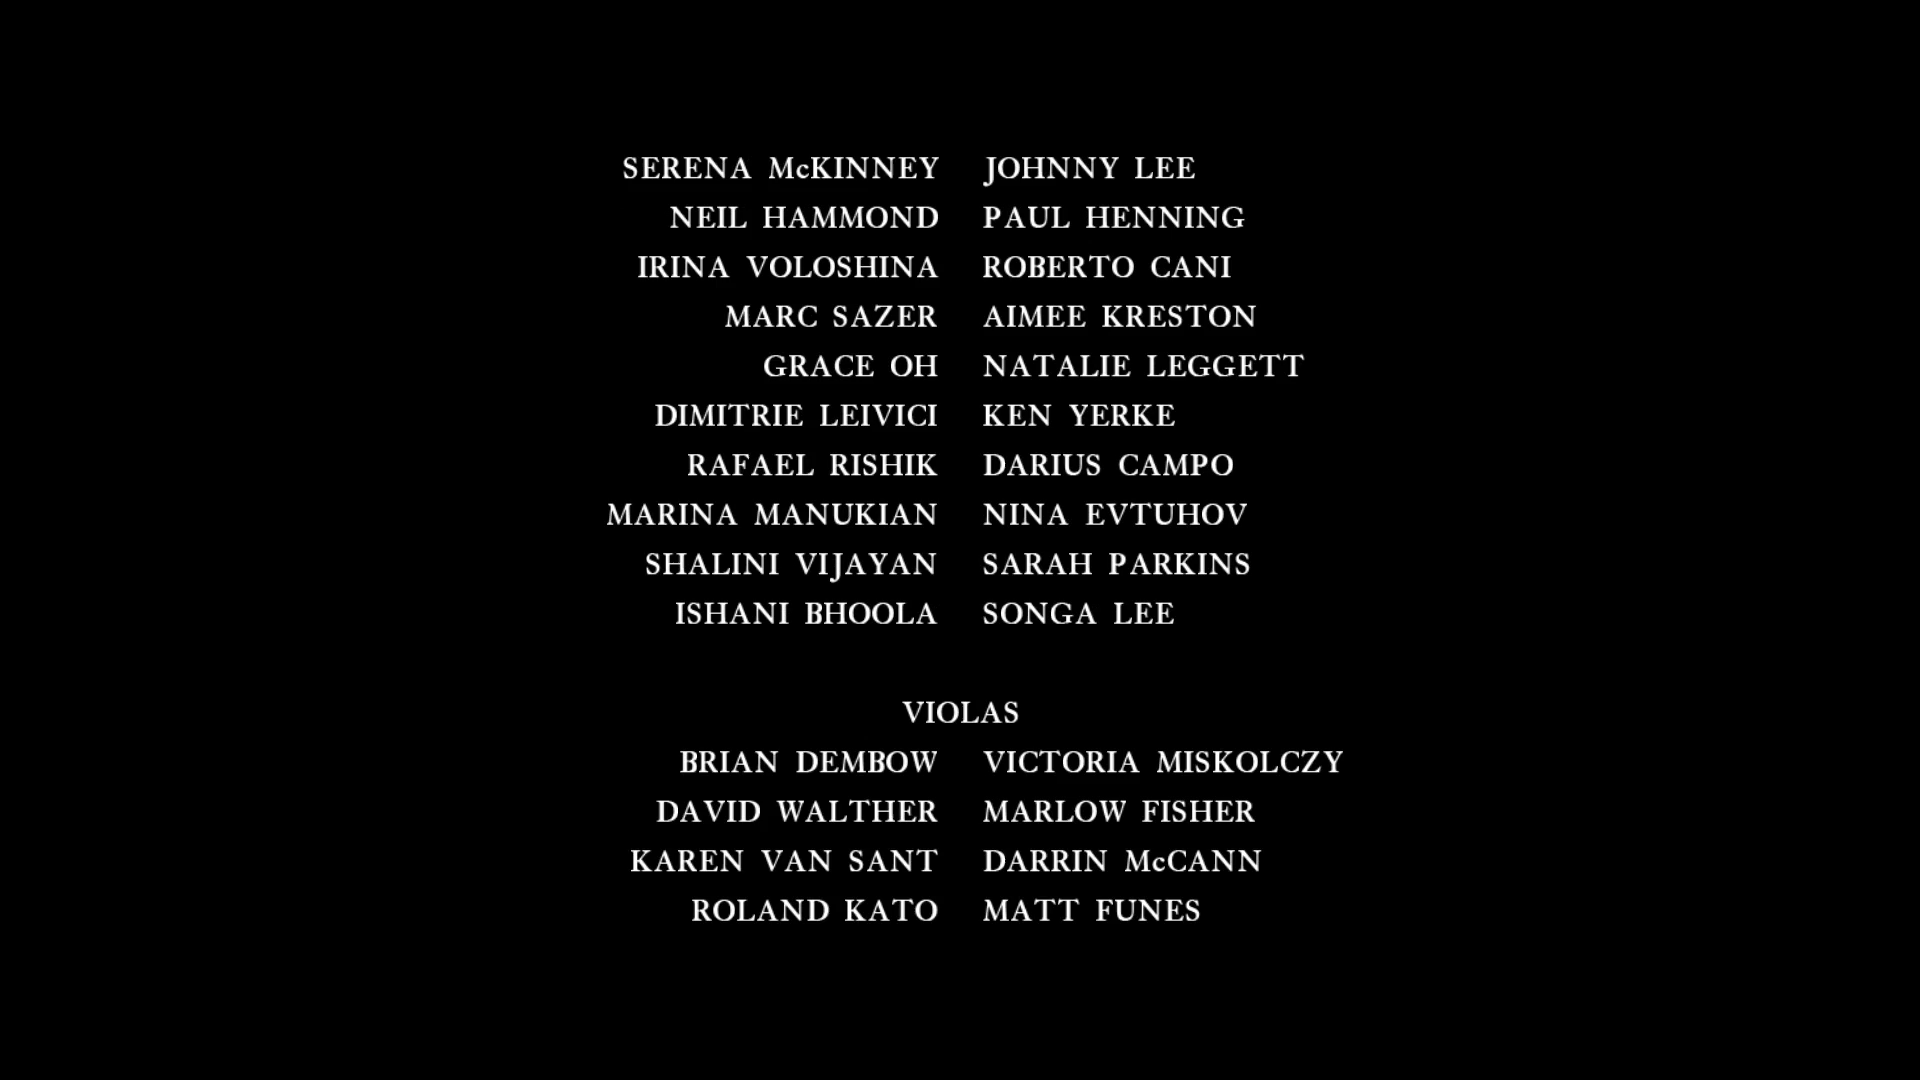 SERENA McKINNEY JOHNNY LEE
NEIL HAMMOND PAUL HENNING
IRINA VOLOSHINA ROBERTO CANI
MARC SAZER AIMEE KRESTON
GRACE OH NATALIE LEGGETT
DIMITRIE LEIVICI KEN YERKE
RAFAEL RISHIK DARIUS CAMPO
MARINA MANUKIAN NINA EVTUHOV
SHALINI VIJAYAN SARAH PARKINS
ISHANI BHOOLA SONGA LEE
VIOLAS
BRIAN DEMBOW VICTORIA MISKOLCZY
DAVID WALTHER MARLOW FISHER
KAREN VAN SANT DARRIN McCANN
ROLAND KATO MATT FUNES